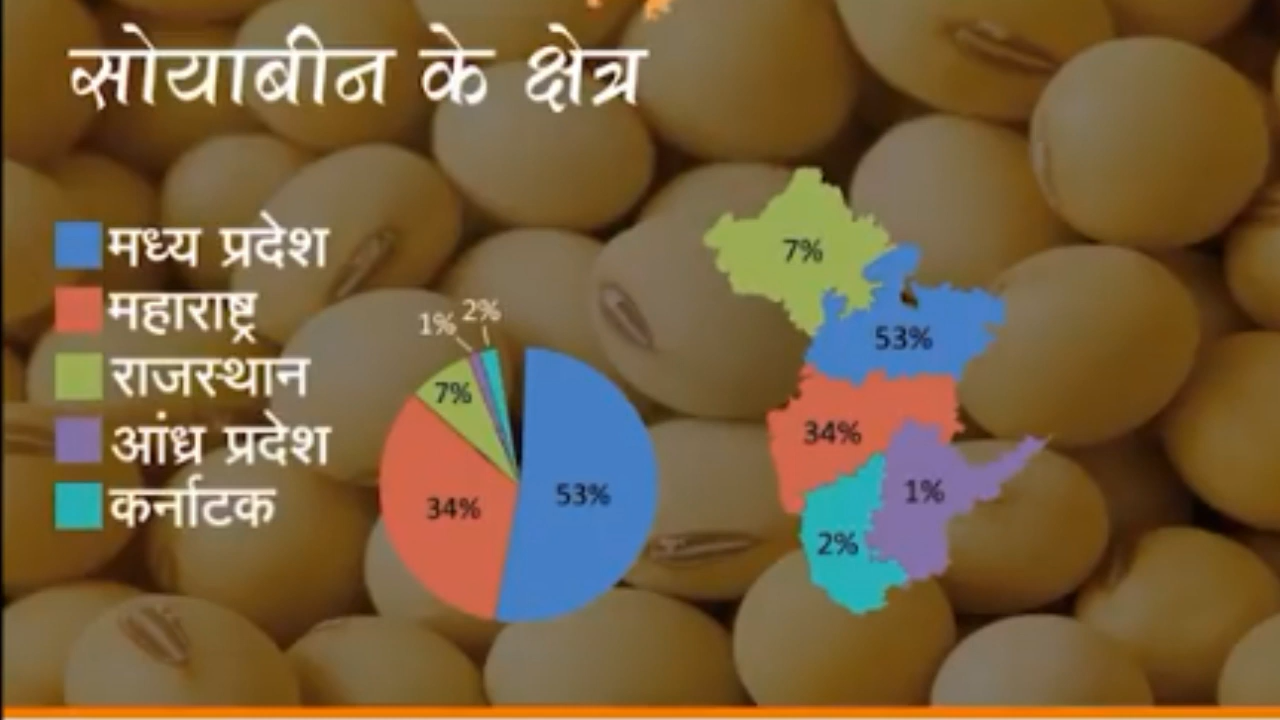 सोयाबीन के क्षेत्र
मध्य प्रदेश
महाराष्ट्र
राजस्थान
आंध्र प्रदेश
कर्नाटक
1%
2%
7%
34%
53%
7%
53%
34%
1%
2%